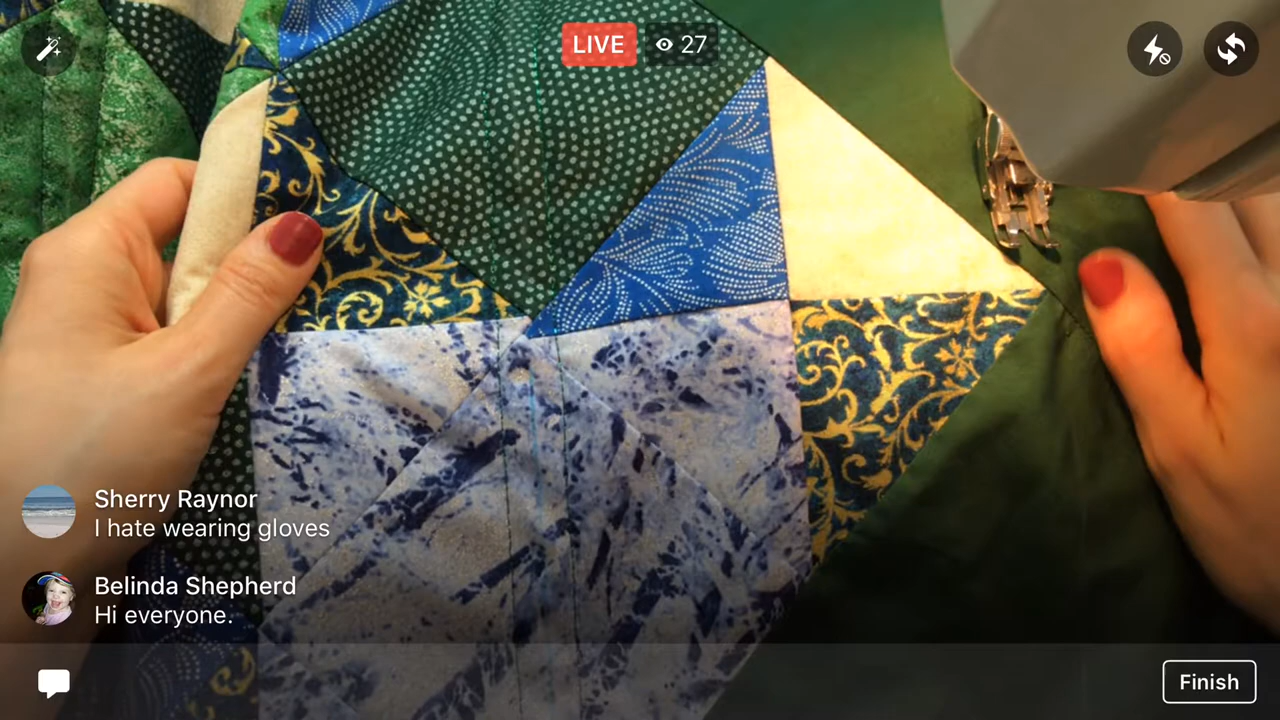 LIVE 27
Sherry Raynor
I hate wearing gloves
Belinda Shepherd
Hi everyone.
Finish